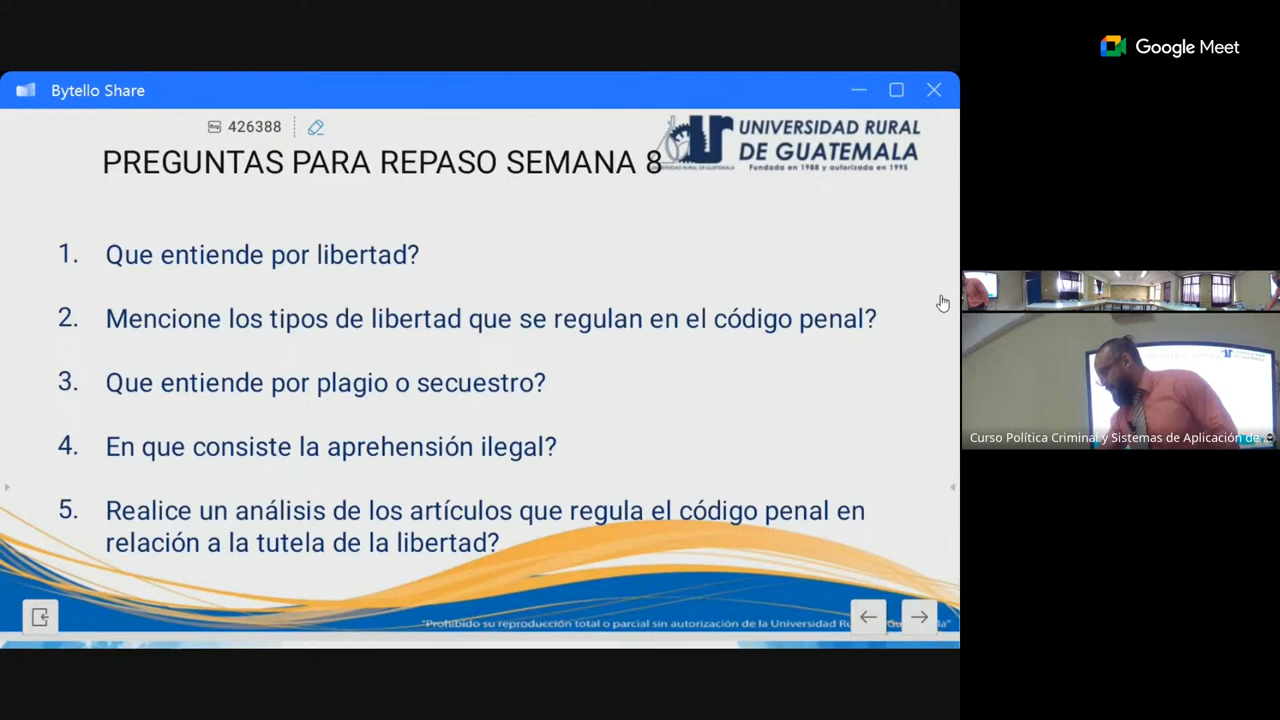 Google Meet
Bytello Share
426388
UNIVERSIDAD RURAL
DE GUATEMALA
Fundada en 1988 y autorizado en 1995
PREGUNTAS PARA REPASO SEMANA 8
1. Que entiende por libertad?
2. Mencione los tipos de libertad que se regulan en el código penal?
3. Que entiende por plagio o secuestro?
4. En que consiste la aprehensión ilegal?
5. Realice un análisis de los artículos que regula el código penal en
relación a la tutela de la libertad?
"Prohibido su reproducción total o parcial sin autorización de la Universidad
Curso Política Criminal y Sistemas de Aplicación de